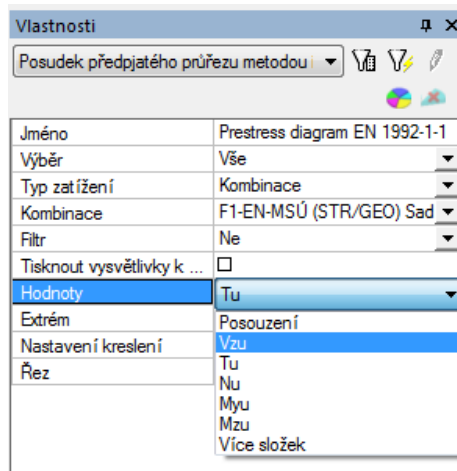 Vlastnosti
Posudek předpjatého průřezu metodou
Jméno Prestress diagram EN 1992-1-1
Výběr Vše
Typ zatížení Kombinace
Kombinace F1-EN-MSÚ (STR/GEO) Sad
Filtr Ne
Tisknout vysvětlivky k ...
Hodnoty Tu
Extrém Posouzení
Nastavení kreslení Vzu
Řez Tu
Nu
Myu
Mzu
Více složek